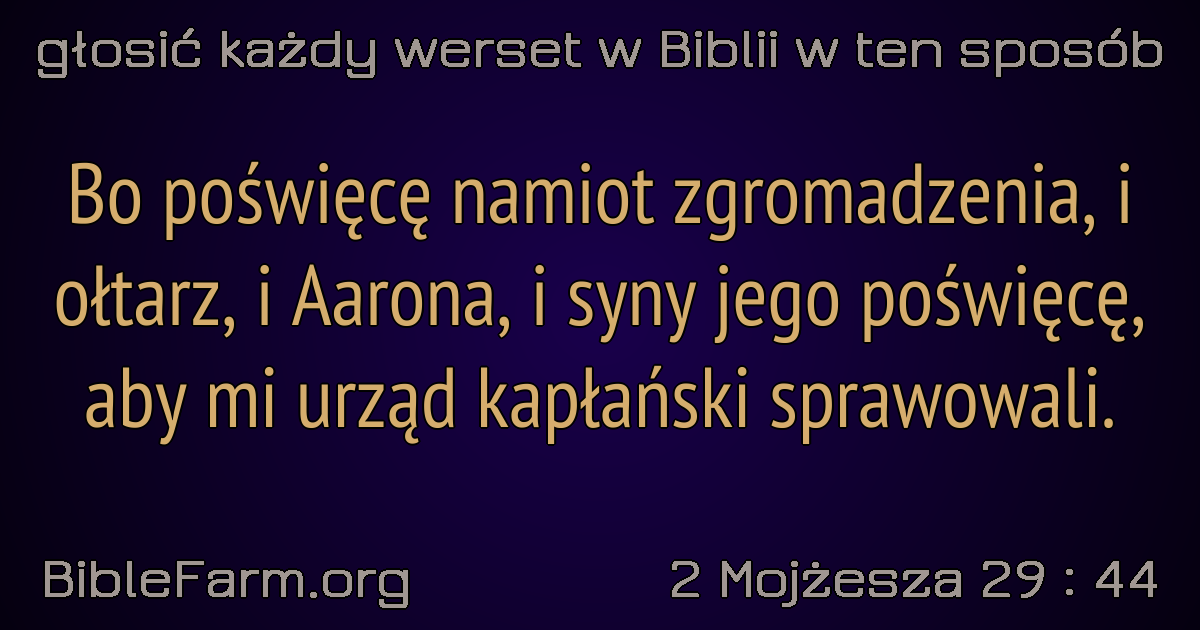 głosić każdy werset w Biblii w ten sposób
Bo poświęcę namiot zgromadzenia, i
ołtarz, i Aarona, i syny jego poświęcę,
aby mi urząd kapłański sprawowali.
BibleFarm.org
2 Mojżesza 29 : 44